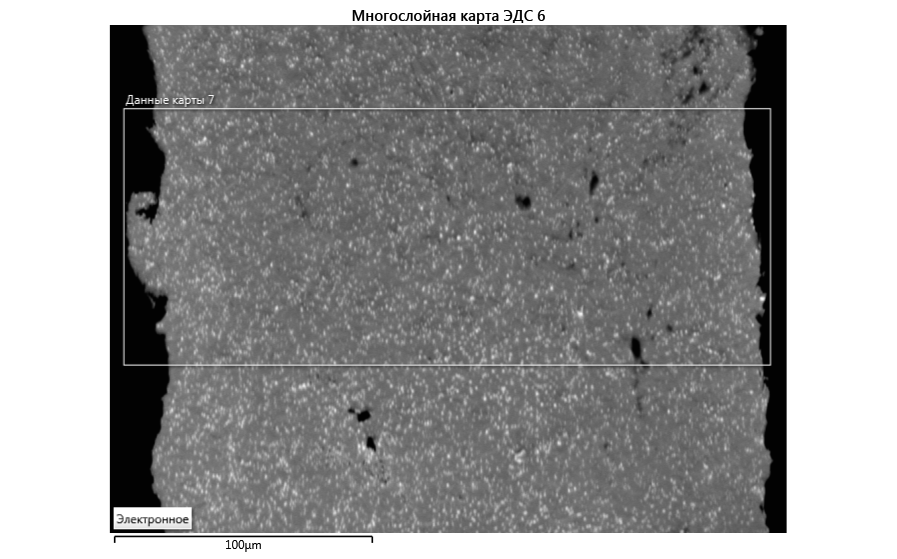 Многослойная карта ЭДС 6
Данные карты 7
Электронное
100µm